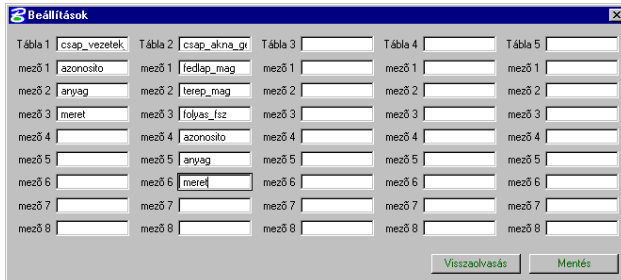 Beállítások
Tábla 1 csap_vezetek_ Tábla 2 csap_akna_ge Tábla 3 Tábla 4 Tábla 5
mező 1 azonosito mező 1 fedlap_mag mező 1 mező 1 mező 1
mező 2 anyag mező 2 terep_mag mező 2 mező 2 mező 2
mező 3 meret mező 3 folyas_fsz mező 3 mező 3 mező 3
mező 4 mező 4 azonosito mező 4 mező 4 mező 4
mező 5 mező 5 anyag mező 5 mező 5 mező 5
mező 6 mező 6 meret mező 6 mező 6 mező 6
mező 7 mező 7 mező 7 mező 7 mező 7
mező 8 mező 8 mező 8 mező 8 mező 8
Visszaolvasás Mentés